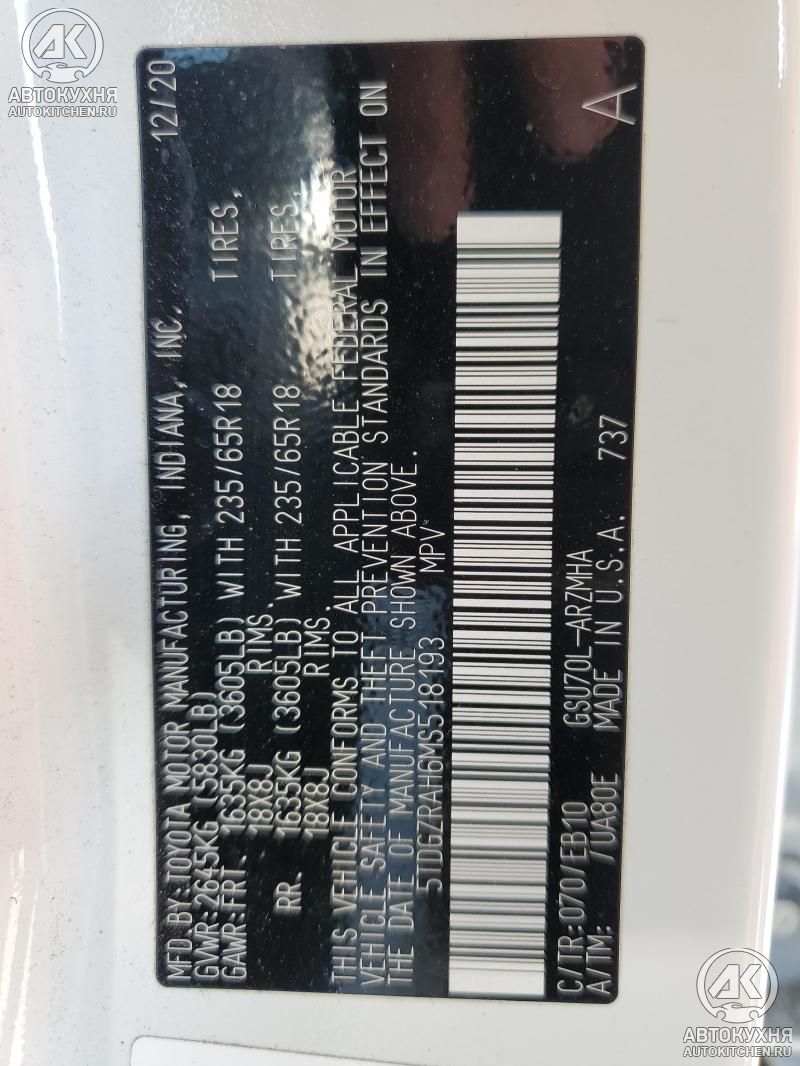 АК
АВТОКУХНЯ
AUTOKITCHEN.RU
MFD.BY:TOYOTA MOTOR MANUFACTURING, INDIANA, INC. 12/20
GVWR:2645KG (5830LB)
GAWR:FRT. 1635KG (3605LB) WITH 235/65R18 TIRES,
18X8J RIMS.
RR. 1635KG (3605LB) WITH 235/65R18 TIRES,
18X8J RIMS.
THIS VEHICLE CONFORMS TO ALL APPLICABLE FEDERAL MOTOR
VEHICLE SAFETY AND THEFT PREVENTION STANDARDS IN EFFECT ON
THE DATE OF MANUFACTURE SHOWN ABOVE.
5TDGZRAH6MS518193 MPV
C/TR:070/EB10 GSU70L-ARZMHA A
A/TM: /UA80E MADE IN U.S.A. 737
АК
АВТОКУХНЯ
AUTOKITCHEN.RU